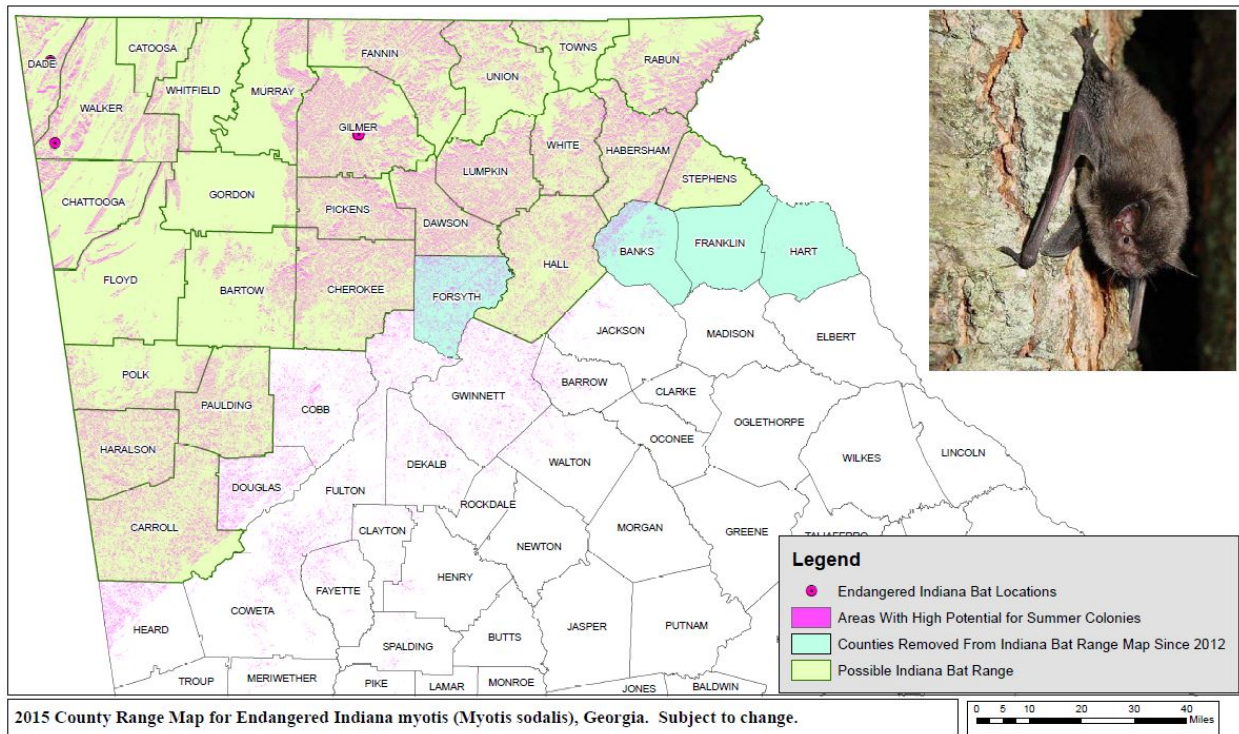 TOWNS
CATOOSA
FANNIN
RABUN
DADE
UNION
WHITFIELD
MURRAY
WALKER
GILMER
WHITE
HABERSHAM
LUMPKIN
STEPHENS
GORDON
CHATTOOGA
PICKENS
DAWSON
FRANKLIN
BANKS
HART
HALL
FLOYD
BARTOW
CHEROKEE
FORSYTH
JACKSON
MADISON
ELBERT
POLK
BARROW
CLARKE
GWINNETT
PAULDING
COBB
OGLETHORPE
OCONEE
HARALSON
WALTON
DEKALB
WILKES
LINCOLN
DOUGLAS
FULTON
ROCKDALE
CARROLL
CLAYTON
MORGAN
GREENE
TALIAFERRO
NEWTON
HENRY
FAYETTE
COWETA
HEARD
JASPER
PUTNAM
BUTTS
SPALDING
TROUP
MERIWETHER
PIKE
LAMAR
MONROE
JONES
BALDWIN
Legend
Endangered Indiana Bat Locations
Areas With High Potential for Summer Colonies
Counties Removed From Indiana Bat Range Map Since 2012
Possible Indiana Bat Range
2015 County Range Map for Endangered Indiana myotis (Myotis sodalis), Georgia. Subject to change.
0 5 10 20 30 40
Miles